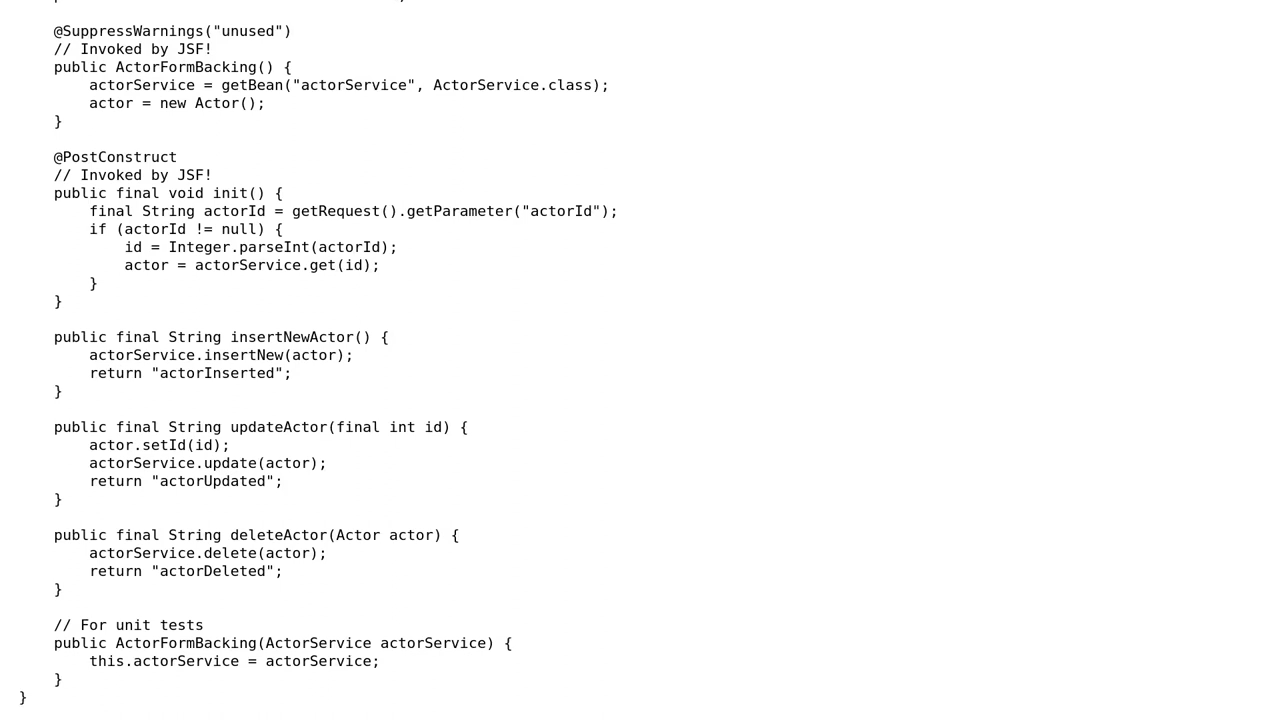 @SuppressWarnings("unused")
// Invoked by JSF!
public ActorFormBacking() {
actorService = getBean("actorService", ActorService.class);
actor = new Actor();
}
@PostConstruct
// Invoked by JSF!
public final void init() {
final String actorId = getRequest().getParameter("actorId");
if (actorId != null) {
id = Integer.parseInt(actorId);
actor = actorService.get(id);
}
}
public final String insertNewActor() {
actorService.insertNew(actor);
return "actorInserted";
}
public final String updateActor(final int id) {
actor.setId(id);
actorService.update(actor);
return "actorUpdated";
}
public final String deleteActor(Actor actor) {
actorService.delete(actor);
return "actorDeleted";
}
// For unit tests
public ActorFormBacking(ActorService actorService) {
this.actorService = actorService;
}
}